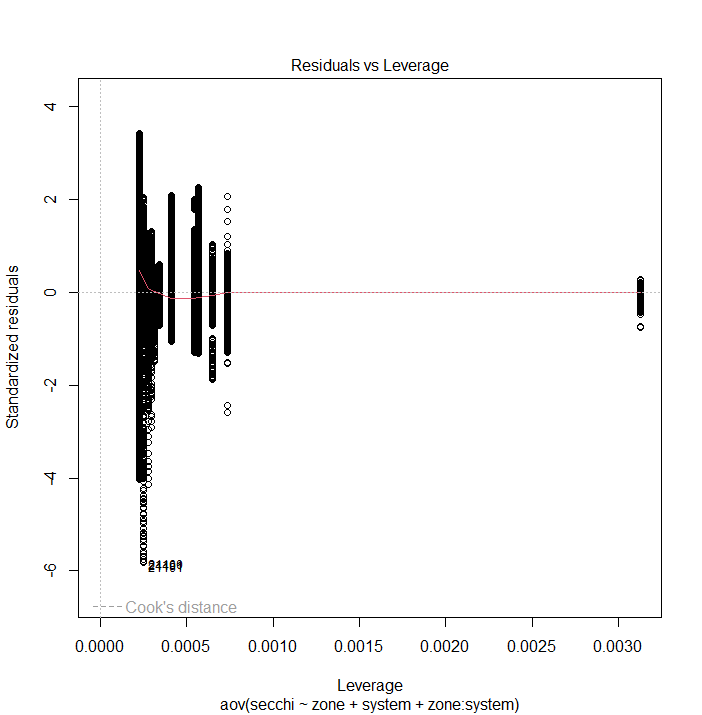 Residuals vs Leverage
4
2
0
-2
-4
-6
Standardized residuals
21101
Cook's distance
0.0000 0.0005 0.0010 0.0015 0.0020 0.0025 0.0030
Leverage
aov(secchi ~ zone + system + zone:system)